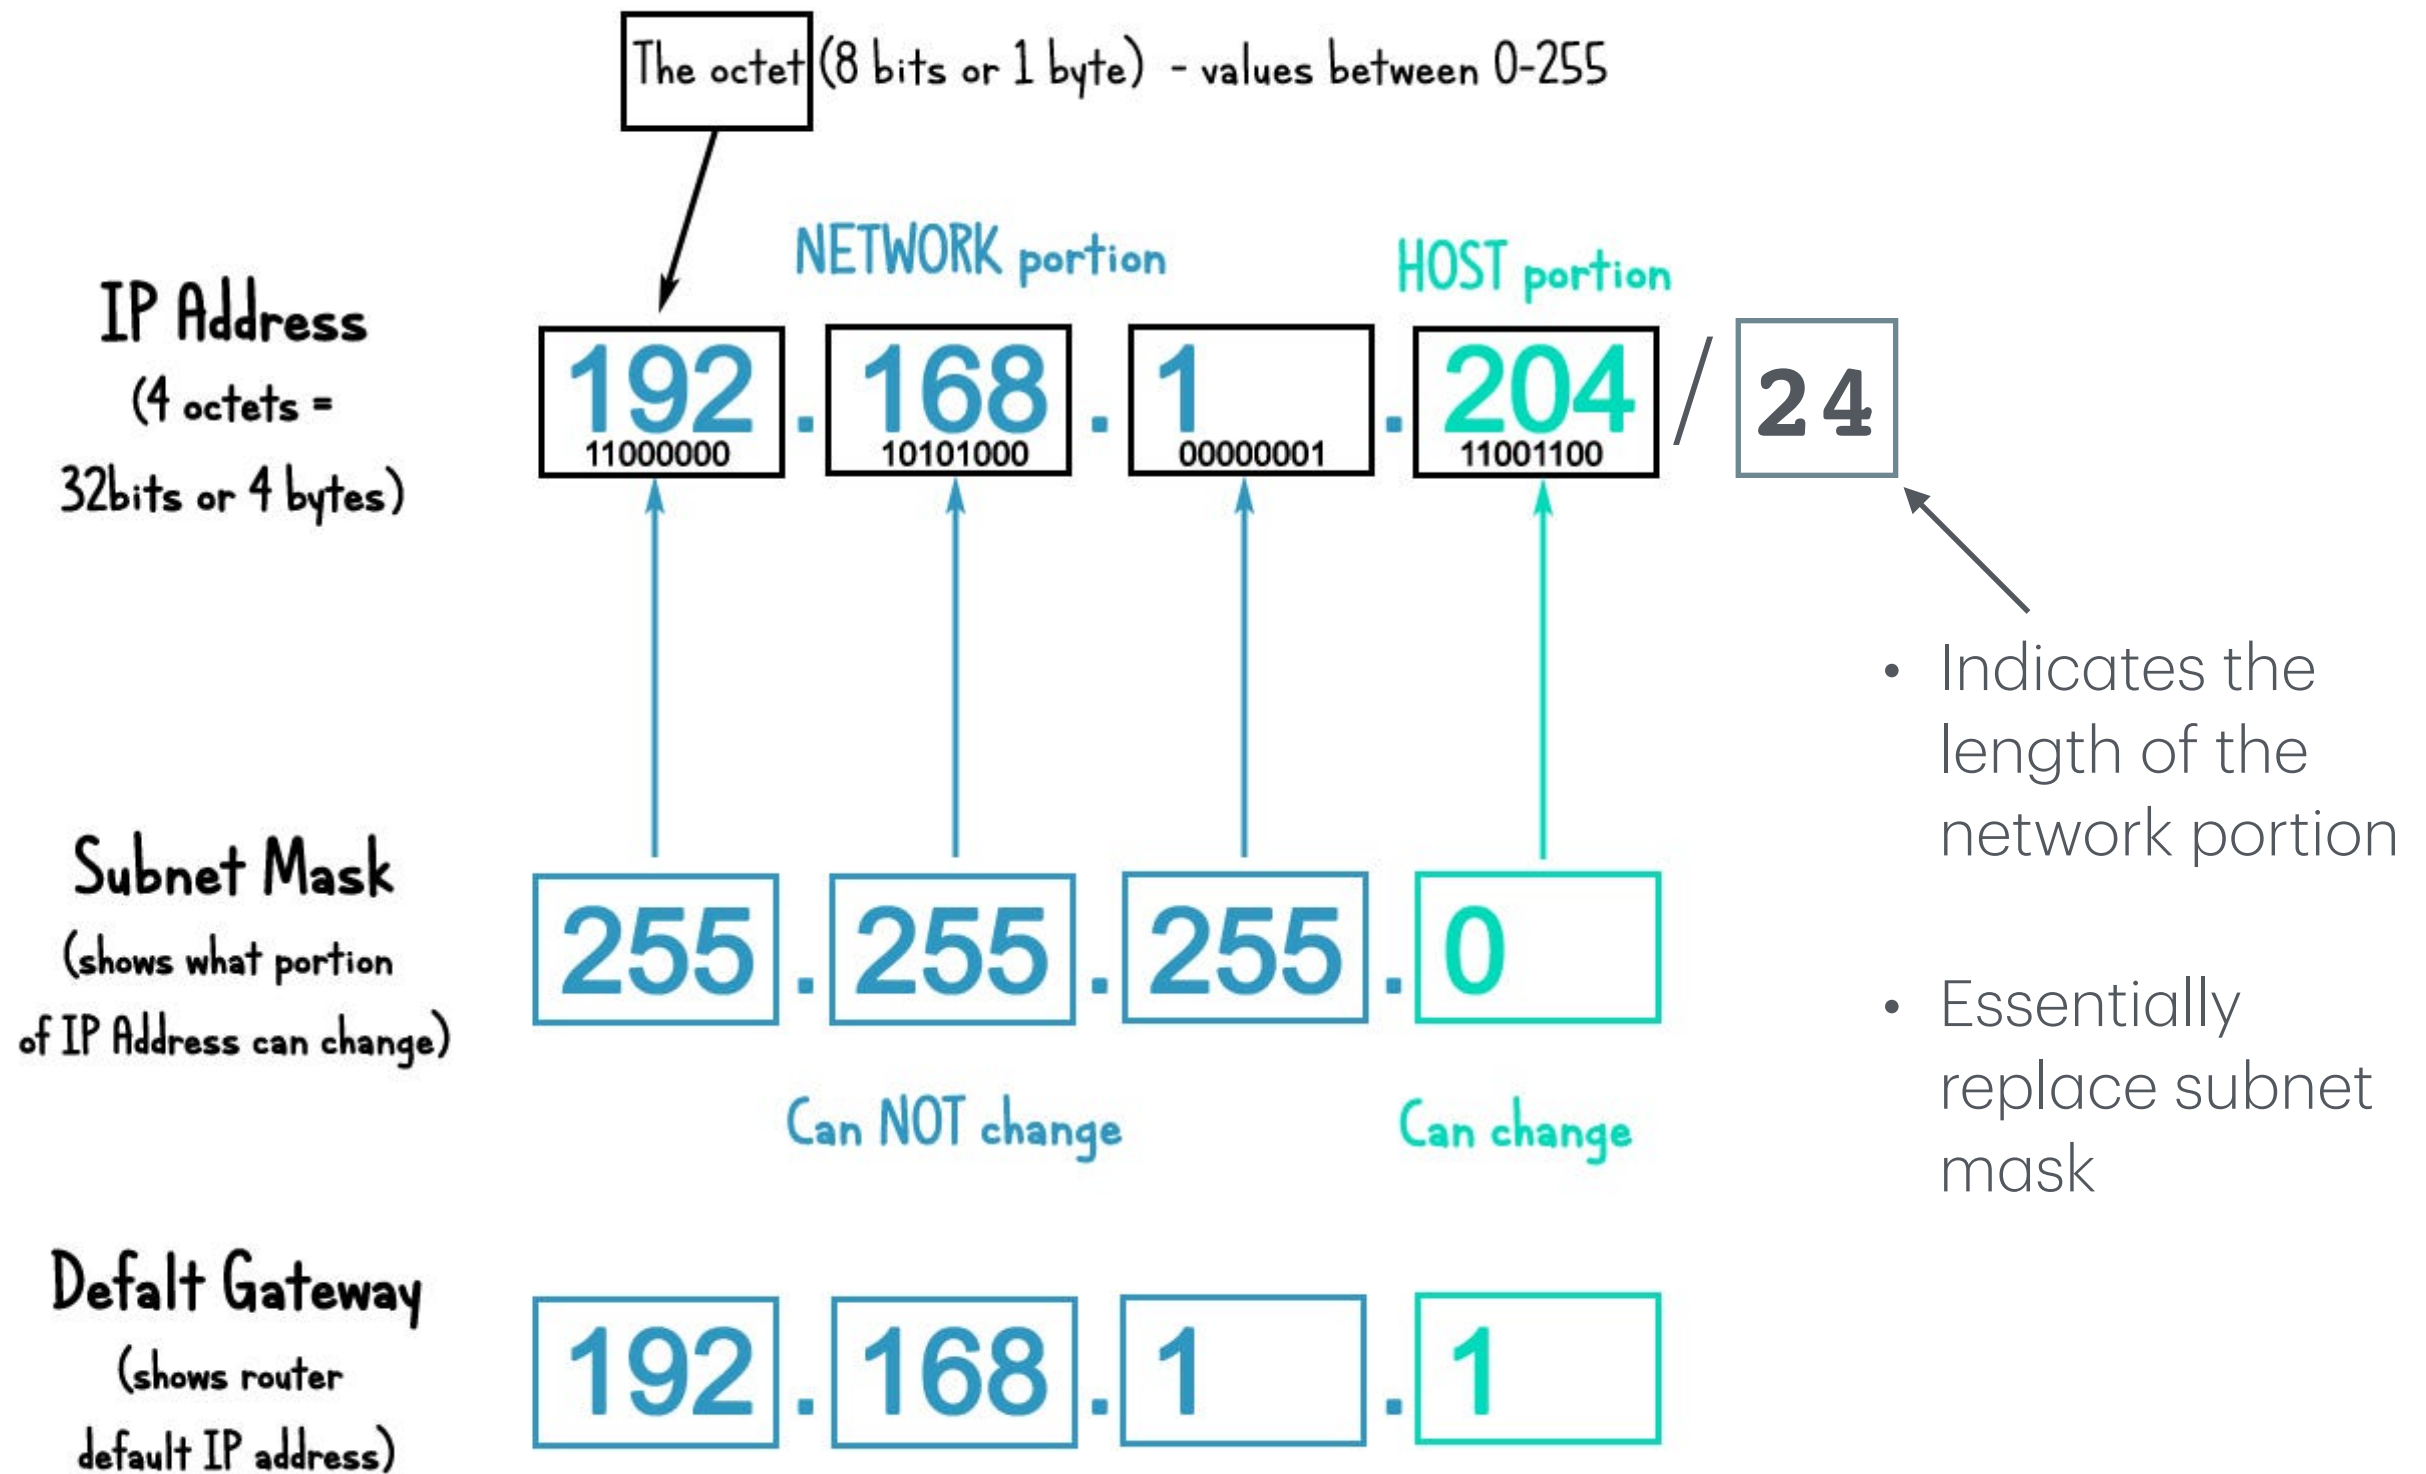 The octet (8 bits or 1 byte) - values between 0-255
NETWORK portion
HOST portion
IP Address
(4 octets =
32bits or 4 bytes)
192 . 168 . 1 . 204 / 24
11000000 10101000 00000001 11001100
• Indicates the
length of the
network portion
• Essentially
replace subnet
mask
Subnet Mask
(shows what portion
of IP Address can change)
255 . 255 . 255 . 0
Can NOT change
Can change
Defalt Gateway
(shows router
default IP address)
192 . 168 . 1 . 1